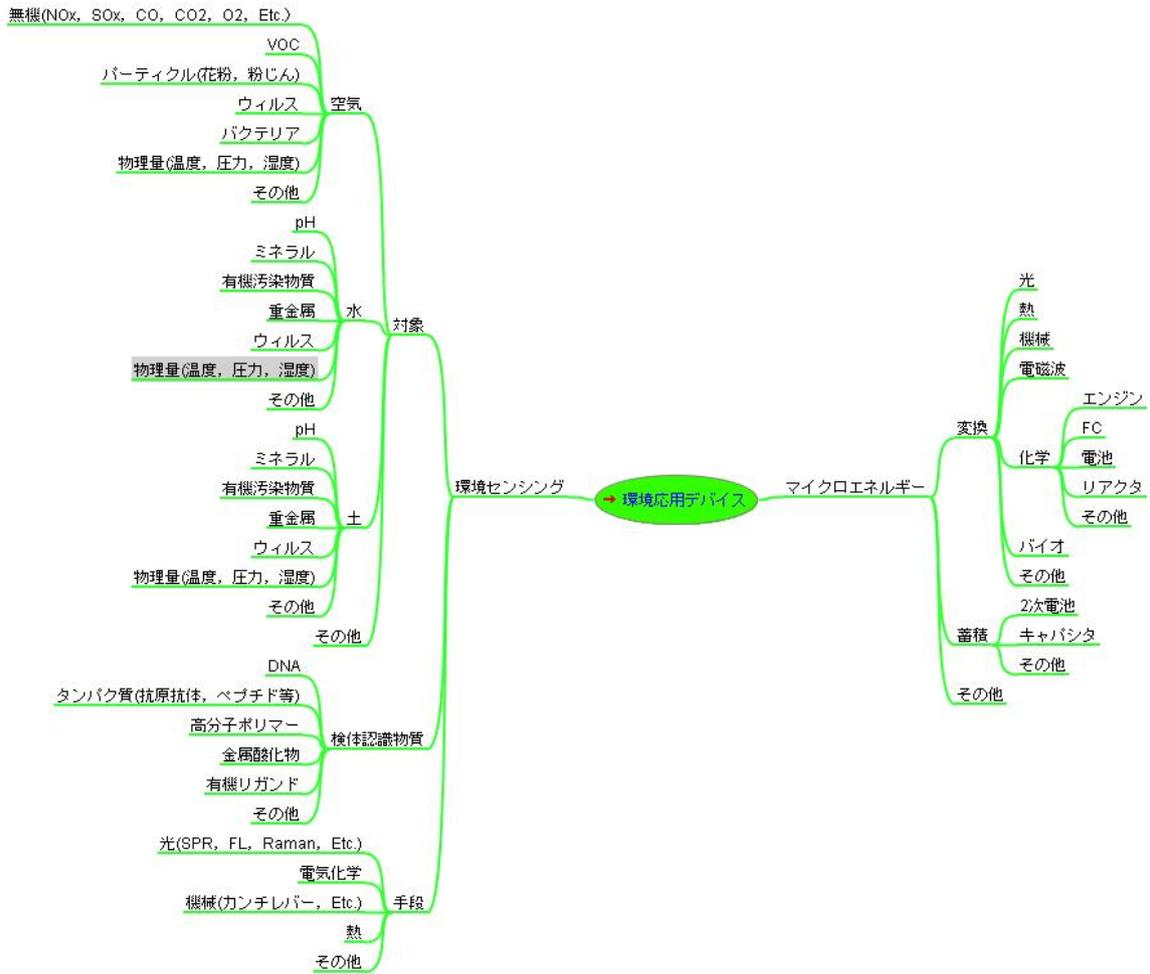 無機(NOx, SOx, CO, CO2, O2, Etc.)
VOC
パーティクル(花粉, 粉じん)
ウィルス
バクテリア
物理量(温度, 圧力, 湿度)
その他
空気
pH
ミネラル
有機汚染物質
重金属
ウィルス
物理量(温度, 圧力, 湿度)
その他
水
pH
ミネラル
有機汚染物質
重金属
ウィルス
物理量(温度, 圧力, 湿度)
その他
土
その他
対象
DNA
タンパク質(抗原抗体, ペプチド等)
高分子ポリマー
金属酸化物
有機リガンド
その他
検体認識物質
光(SPR, FL, Raman, Etc.)
電気化学
機械(カンチレバー, Etc.)
熱
その他
手段
環境センシング
環境応用デバイス
マイクロエネルギー
変換
光
熱
機械
電磁波
化学
エンジン
FC
電池
リアクタ
その他
バイオ
その他
蓄積
2次電池
キャパシタ
その他
その他